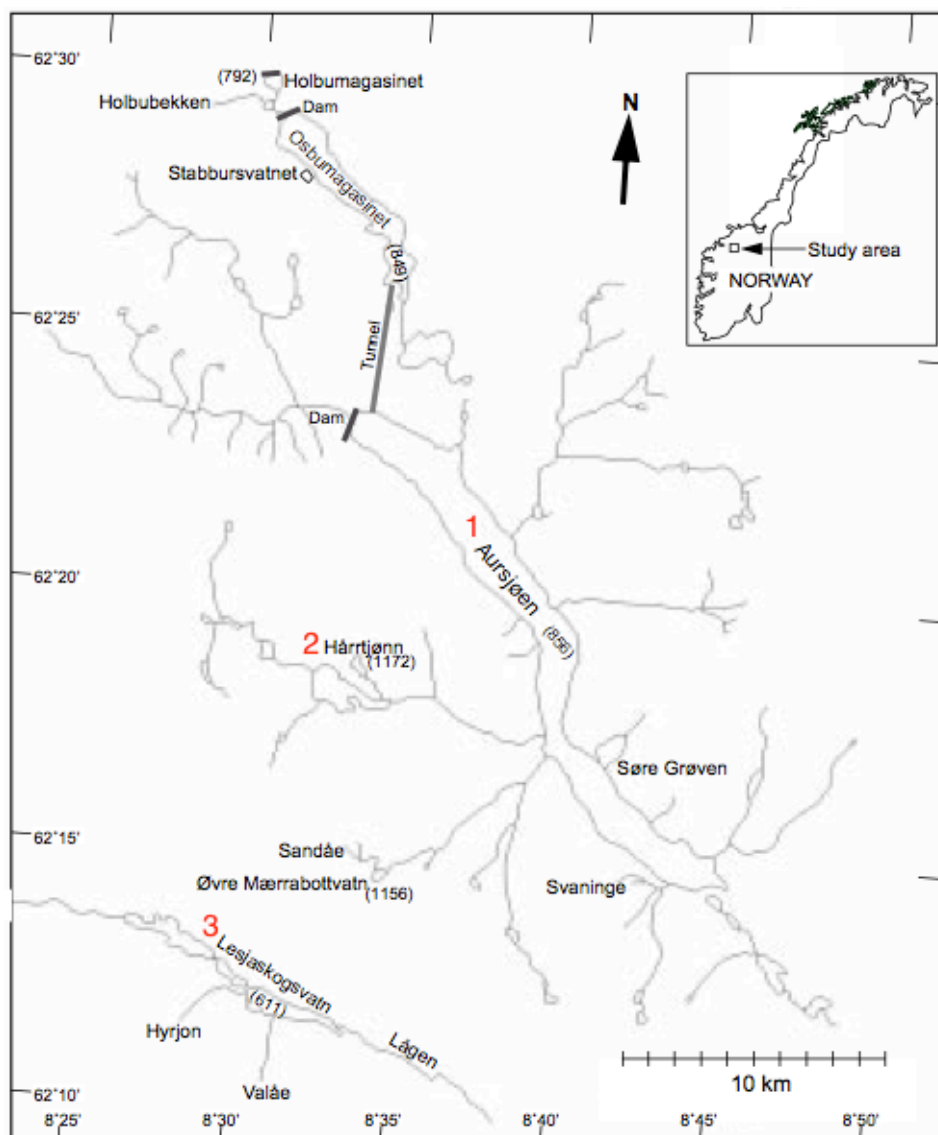 62°30'
(792)
Holbumagasinet
Holbubekken
Dam
Osbumagasinet
Stabbursvatnet
(849)
N
Study area
NORWAY
62°25'
Tunnel
Dam
1
Aursjøen
(856)
62°20'
2
Hårrtjønn
(1172)
Søre Grøven
62°15'
Sandåe
Øvre Mærrabottvatn
(1156)
Svaninge
3
Lesjaskogsvatn
(611)
Hyrjon
Lågen
Valåe
10 km
62°10'
8°25'
8°30'
8°35'
8°40'
8°45'
8°50'